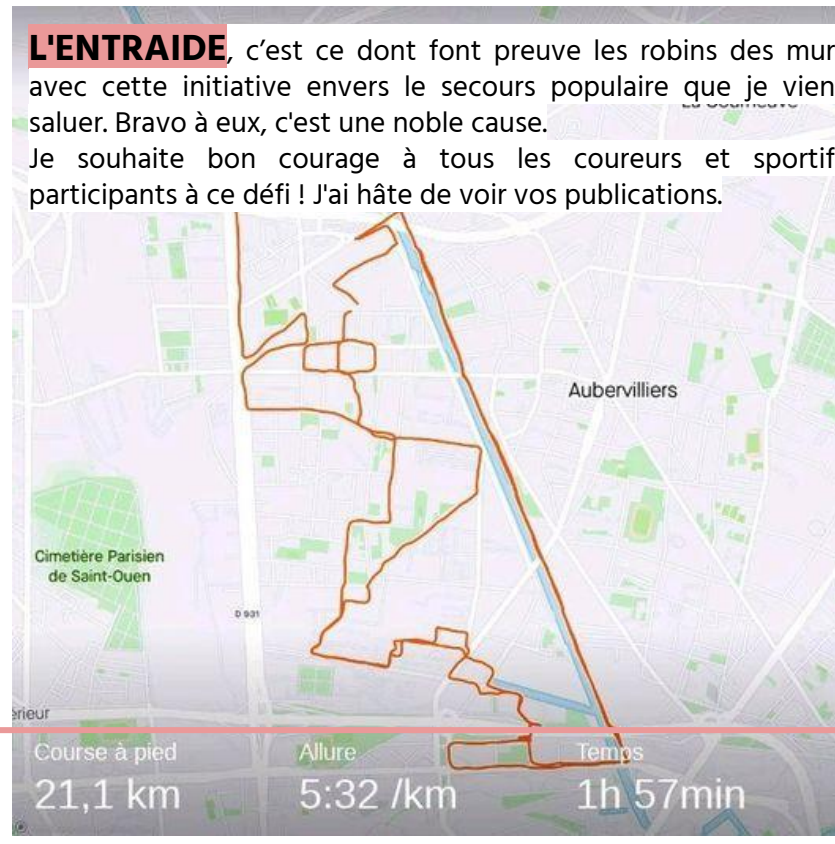 L'ENTRAIDE, c’est ce dont font preuve les robins des mur
avec cette initiative envers le secours populaire que je vien
saluer. Bravo à eux, c'est une noble cause.
Je souhaite bon courage à tous les coureurs et sportif
participants à ce défi ! J'ai hâte de voir vos publications.
Aubervilliers
Cimetière Parisien
de Saint-Ouen
D 931
érieur
Course à pied Allure Temps
21,1 km 5:32 /km 1h 57min